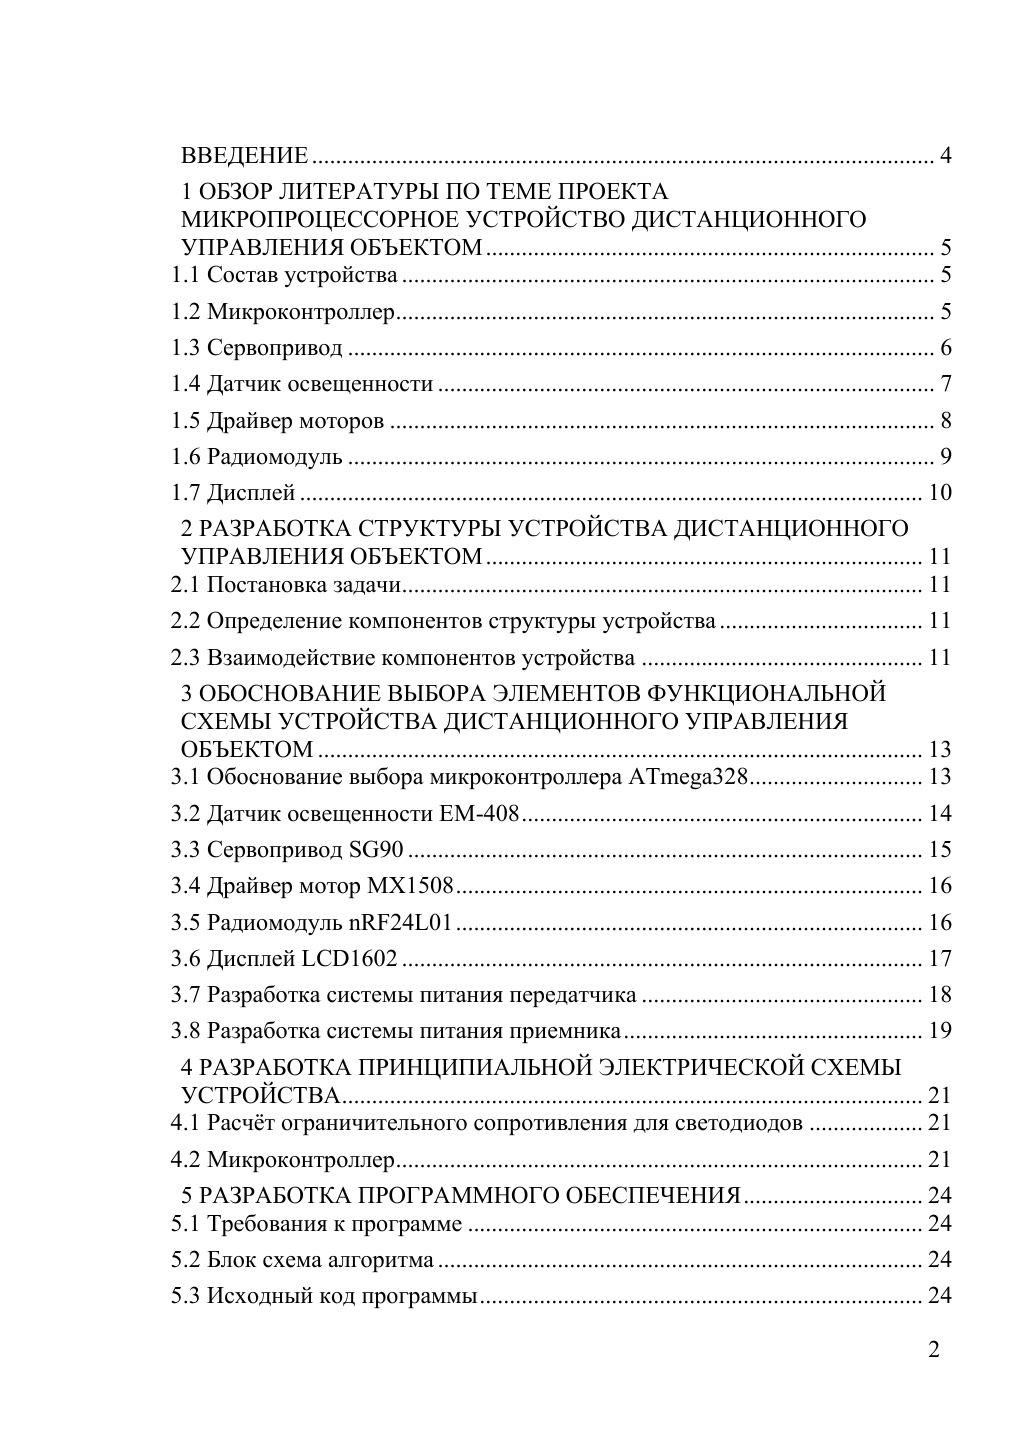 ВВЕДЕНИЕ ........................................................................................................ 4
1 ОБЗОР ЛИТЕРАТУРЫ ПО ТЕМЕ ПРОЕКТА
МИКРОПРОЦЕССОРНОЕ УСТРОЙСТВО ДИСТАНЦИОННОГО
УПРАВЛЕНИЯ ОБЪЕКТОМ ........................................................................... 5
1.1 Состав устройства ......................................................................................... 5
1.2 Микроконтроллер.......................................................................................... 5
1.3 Сервопривод .................................................................................................. 6
1.4 Датчик освещенности ................................................................................... 7
1.5 Драйвер моторов ........................................................................................... 8
1.6 Радиомодуль .................................................................................................. 9
1.7 Дисплей ........................................................................................................ 10
2 РАЗРАБОТКА СТРУКТУРЫ УСТРОЙСТВА ДИСТАНЦИОННОГО
УПРАВЛЕНИЯ ОБЪЕКТОМ ......................................................................... 11
2.1 Постановка задачи....................................................................................... 11
2.2 Определение компонентов структуры устройства .................................. 11
2.3 Взаимодействие компонентов устройства ............................................... 11
3 ОБОСНОВАНИЕ ВЫБОРА ЭЛЕМЕНТОВ ФУНКЦИОНАЛЬНОЙ
СХЕМЫ УСТРОЙСТВА ДИСТАНЦИОННОГО УПРАВЛЕНИЯ
ОБЪЕКТОМ ..................................................................................................... 13
3.1 Обоснование выбора микроконтроллера ATmega328............................. 13
3.2 Датчик освещенности EM-408................................................................... 14
3.3 Сервопривод SG90 ...................................................................................... 15
3.4 Драйвер мотор MX1508.............................................................................. 16
3.5 Радиомодуль nRF24L01 .............................................................................. 16
3.6 Дисплей LCD1602 ....................................................................................... 17
3.7 Разработка системы питания передатчика ............................................... 18
3.8 Разработка системы питания приемника .................................................. 19
4 РАЗРАБОТКА ПРИНЦИПИАЛЬНОЙ ЭЛЕКТРИЧЕСКОЙ СХЕМЫ
УСТРОЙСТВА................................................................................................. 21
4.1 Расчёт ограничительного сопротивления для светодиодов ................... 21
4.2 Микроконтроллер........................................................................................ 21
5 РАЗРАБОТКА ПРОГРАММНОГО ОБЕСПЕЧЕНИЯ .............................. 24
5.1 Требования к программе ............................................................................ 24
5.2 Блок схема алгоритма ................................................................................. 24
5.3 Исходный код программы.......................................................................... 24
2